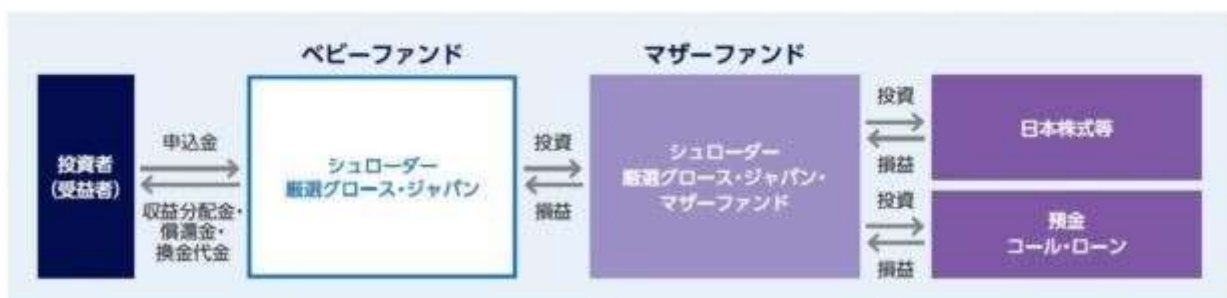 ベビーファンド
マザーファンド
投資者
(受益者)
申込金
収益分配金・
償還金・
換金代金
シュローダー
厳選グロース・ジャパン
投資
損益
シュローダー
厳選グロース・ジャパン・
マザーファンド
投資
損益
日本株式等
投資
損益
預金
コール・ローン